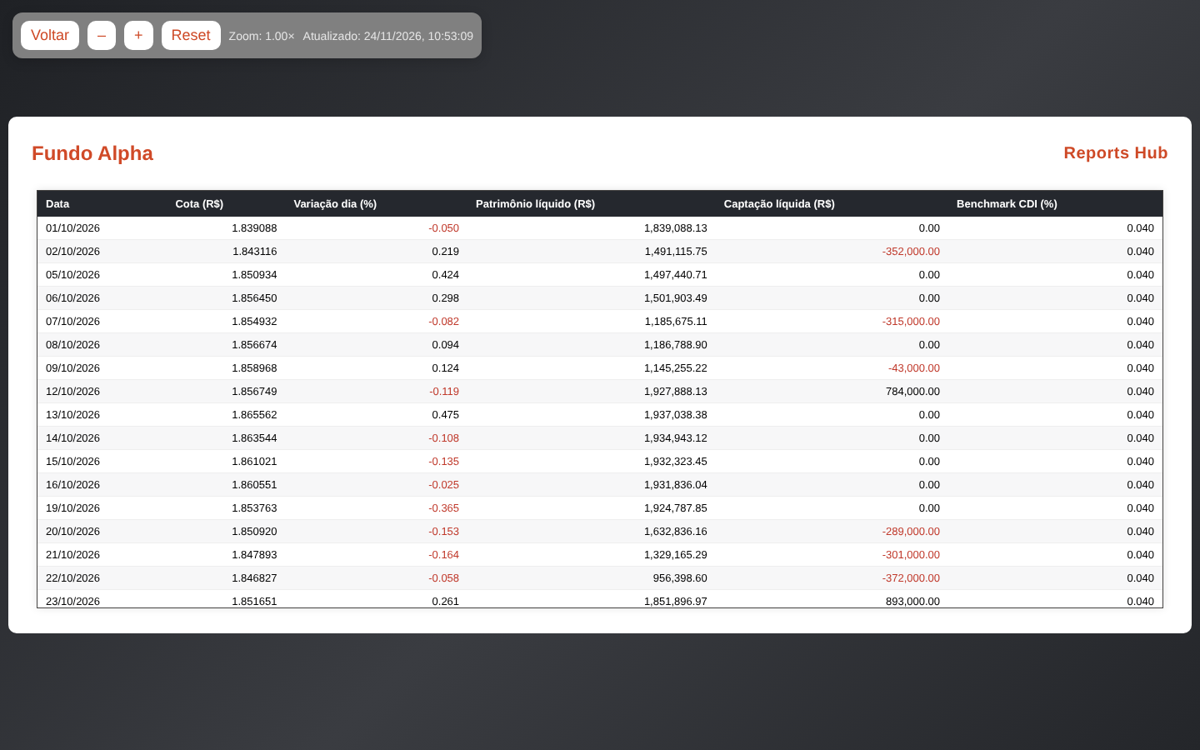 Voltar – + Reset Zoom: 1.00× Atualizado: 24/11/2026, 10:53:09
Fundo Alpha Reports Hub
Data Cota (R$) Variação dia (%) Patrimônio líquido (R$) Captação líquida (R$) Benchmark CDI (%)
01/10/2026 1.839088 -0.050 1,839,088.13 0.00 0.040
02/10/2026 1.843116 0.219 1,491,115.75 -352,000.00 0.040
05/10/2026 1.850934 0.424 1,497,440.71 0.00 0.040
06/10/2026 1.856450 0.298 1,501,903.49 0.00 0.040
07/10/2026 1.854932 -0.082 1,185,675.11 -315,000.00 0.040
08/10/2026 1.856674 0.094 1,186,788.90 0.00 0.040
09/10/2026 1.858968 0.124 1,145,255.22 -43,000.00 0.040
12/10/2026 1.856749 -0.119 1,927,888.13 784,000.00 0.040
13/10/2026 1.865562 0.475 1,937,038.38 0.00 0.040
14/10/2026 1.863544 -0.108 1,934,943.12 0.00 0.040
15/10/2026 1.861021 -0.135 1,932,323.45 0.00 0.040
16/10/2026 1.860551 -0.025 1,931,836.04 0.00 0.040
19/10/2026 1.853763 -0.365 1,924,787.85 0.00 0.040
20/10/2026 1.850920 -0.153 1,632,836.16 -289,000.00 0.040
21/10/2026 1.847893 -0.164 1,329,165.29 -301,000.00 0.040
22/10/2026 1.846827 -0.058 956,398.60 -372,000.00 0.040
23/10/2026 1.851651 0.261 1,851,896.97 893,000.00 0.040